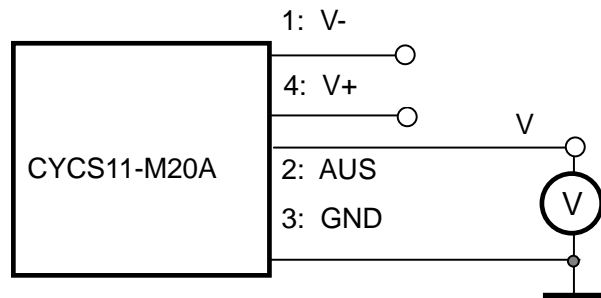 1: V-
4: V+
V
CYCS11-M20A
2: AUS
V
3: GND